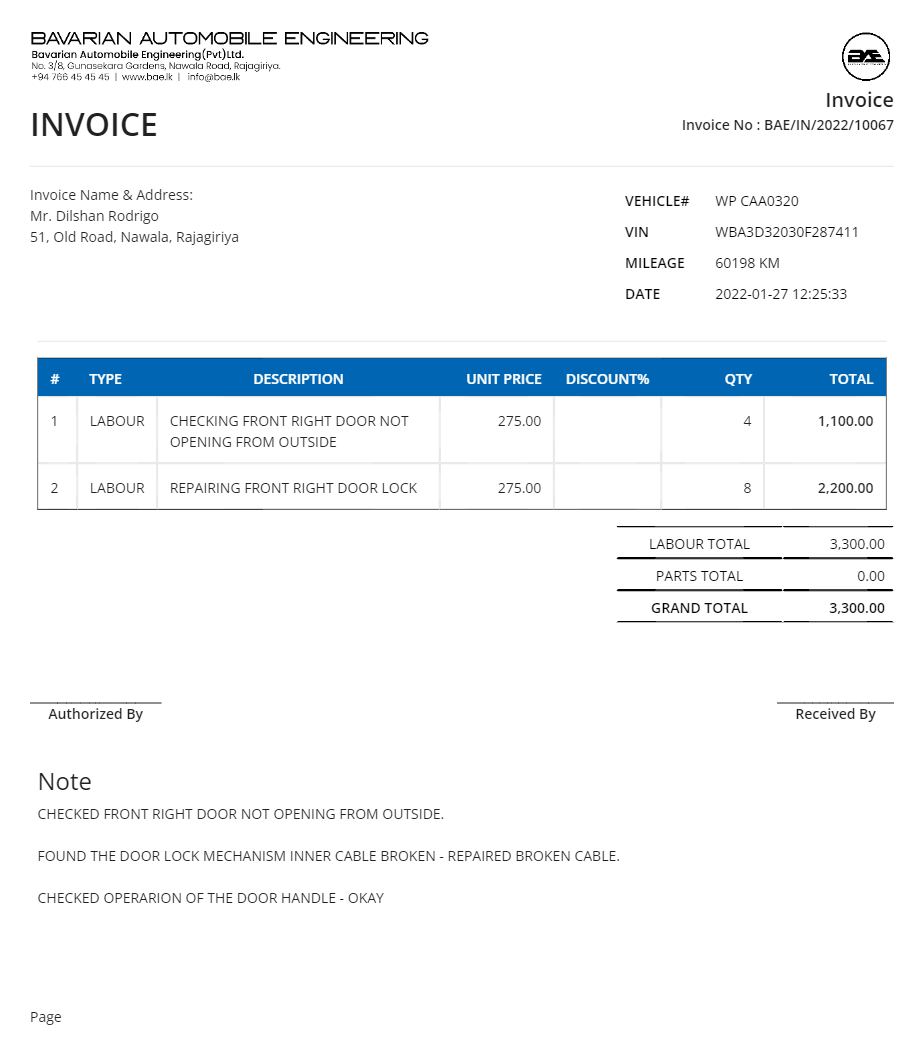 BAVARIAN AUTOMOBILE ENGINEERING
Bavarian Automobile Engineering(Pvt)Ltd.
No. 3/8, Gunasekara Gardens, Nawala Road, Rajagiriya.
+94 766 45 45 45 | www.bae.lk | info@bae.lk
BAE
Invoice
INVOICE
Invoice No : BAE/IN/2022/10067
Invoice Name & Address:
Mr. Dilshan Rodrigo
51, Old Road, Nawala, Rajagiriya
VEHICLE# WP CAA0320
VIN WBA3D32030F287411
MILEAGE 60198 KM
DATE 2022-01-27 12:25:33
# TYPE DESCRIPTION UNIT PRICE DISCOUNT% QTY TOTAL
1 LABOUR CHECKING FRONT RIGHT DOOR NOT 275.00 4 1,100.00
OPENING FROM OUTSIDE
2 LABOUR REPAIRING FRONT RIGHT DOOR LOCK 275.00 8 2,200.00
LABOUR TOTAL 3,300.00
PARTS TOTAL 0.00
GRAND TOTAL 3,300.00
Authorized By Received By
Note
CHECKED FRONT RIGHT DOOR NOT OPENING FROM OUTSIDE.
FOUND THE DOOR LOCK MECHANISM INNER CABLE BROKEN - REPAIRED BROKEN CABLE.
CHECKED OPERARION OF THE DOOR HANDLE - OKAY
Page